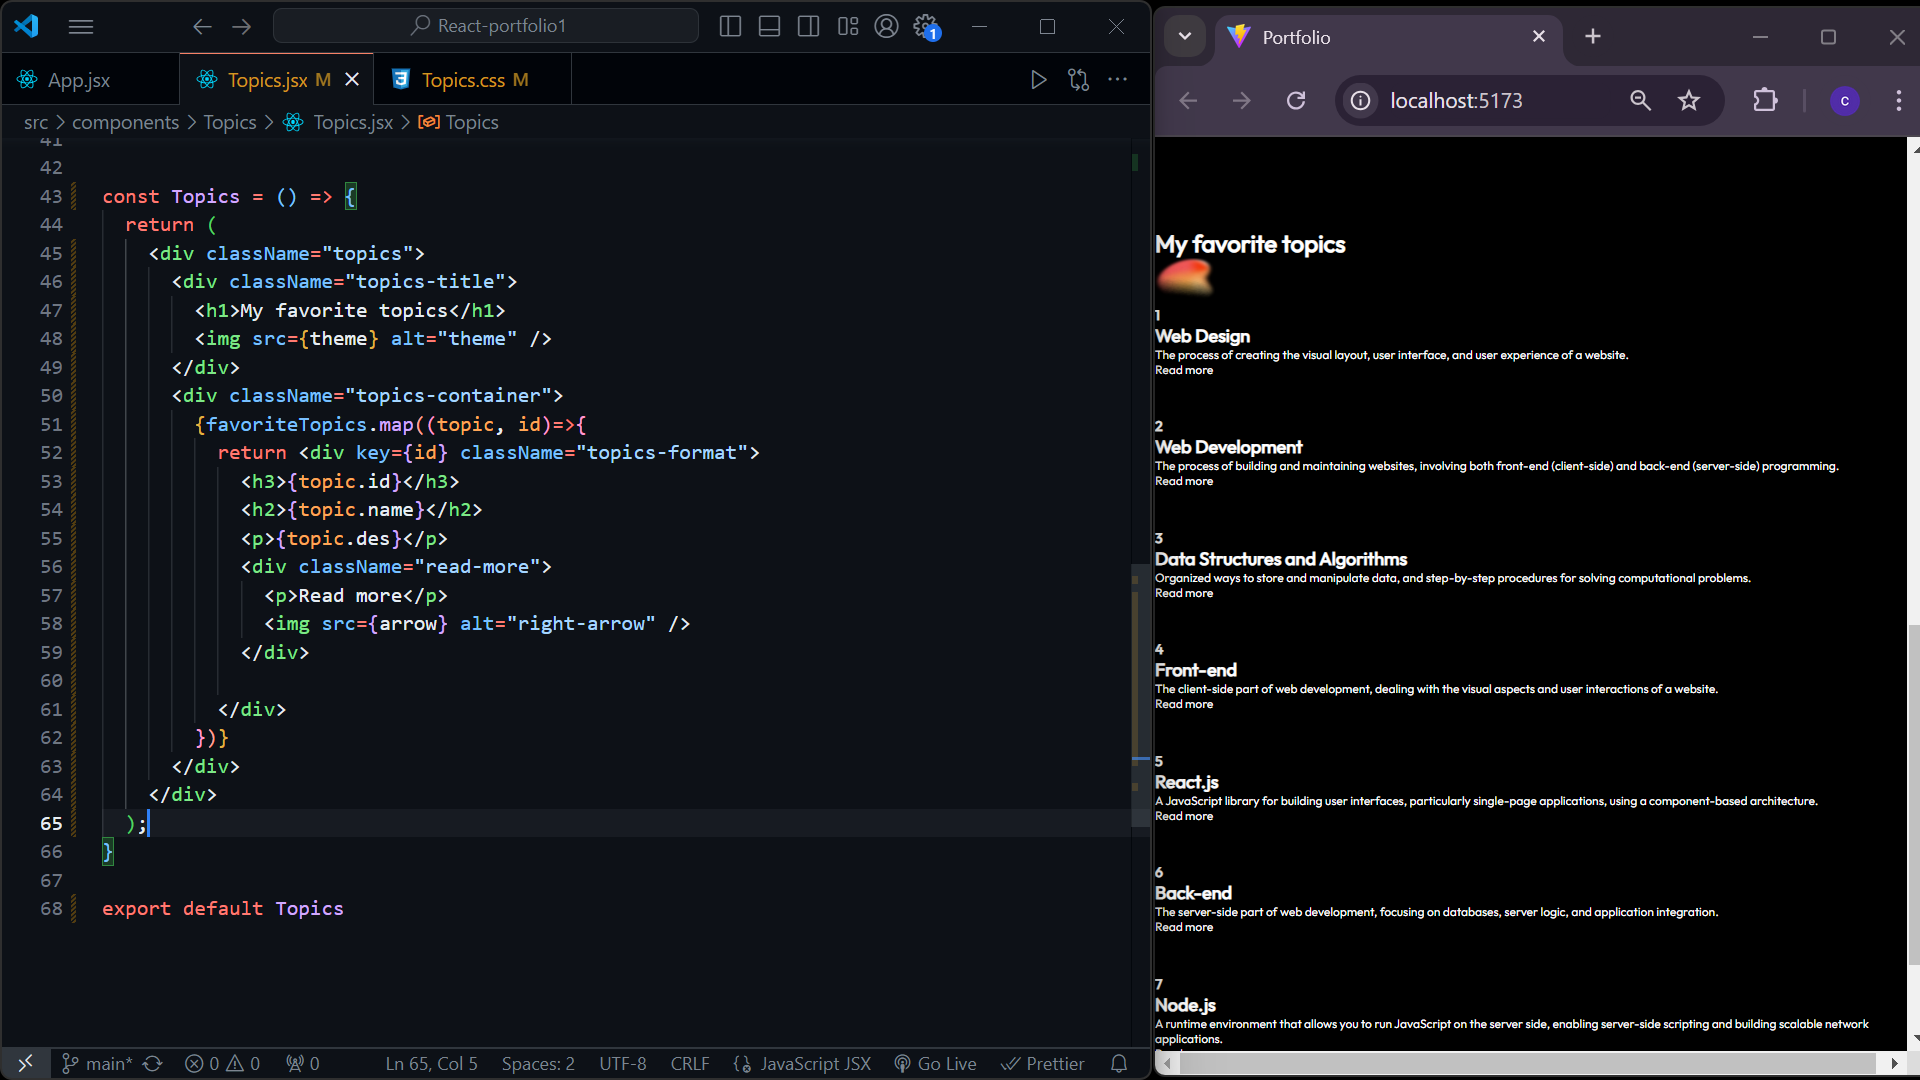 React-portfolio1
1
App.jsx
Topics.jsx M
Topics.css M
src > components > Topics > Topics.jsx > Topics
41
42
43 const Topics = () => {
44 return (
45 <div className="topics">
46 <div className="topics-title">
47 <h1>My favorite topics</h1>
48 <img src={theme} alt="theme" />
49 </div>
50 <div className="topics-container">
51 {favoriteTopics.map((topic, id)=>{
52 return <div key={id} className="topics-format">
53 <h3>{topic.id}</h3>
54 <h2>{topic.name}</h2>
55 <p>{topic.des}</p>
56 <div className="read-more">
57 <p>Read more</p>
58 <img src={arrow} alt="right-arrow" />
59 </div>
60
61 </div>
62 })}
63 </div>
64 </div>
65 );
66 }
67
68 export default Topics
main* 0 0 0 Ln 65, Col 5 Spaces: 2 UTF-8 CRLF JavaScript JSX Go Live Prettier
Portfolio
localhost:5173
c
My favorite topics
1
Web Design
The process of creating the visual layout, user interface, and user experience of a website.
Read more
2
Web Development
The process of building and maintaining websites, involving both front-end (client-side) and back-end (server-side) programming.
Read more
3
Data Structures and Algorithms
Organized ways to store and manipulate data, and step-by-step procedures for solving computational problems.
Read more
4
Front-end
The client-side part of web development, dealing with the visual aspects and user interactions of a website.
Read more
5
React.js
A JavaScript library for building user interfaces, particularly single-page applications, using a component-based architecture.
Read more
6
Back-end
The server-side part of web development, focusing on databases, server logic, and application integration.
Read more
7
Node.js
A runtime environment that allows you to run JavaScript on the server side, enabling server-side scripting and building scalable network
applications.